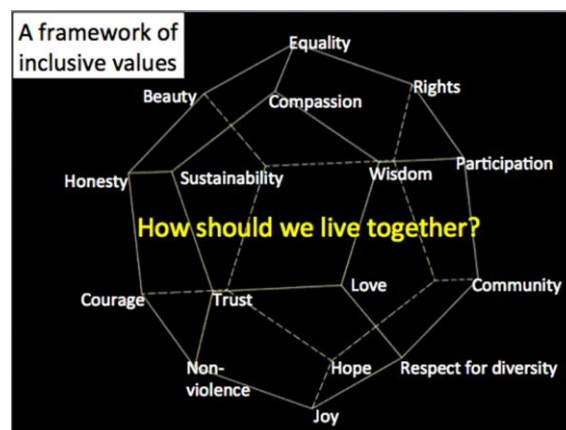 A framework of
inclusive values
Equality
Beauty
Compassion
Rights
Honesty
Sustainability
Wisdom
Participation
How should we live together?
Courage
Trust
Love
Community
Non-
violence
Hope
Respect for diversity
Joy